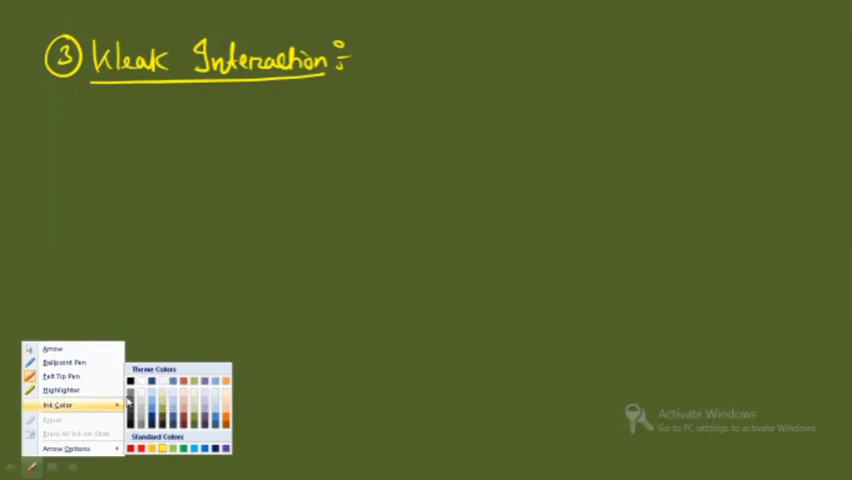 ③ Weak Interaction :-
Arrow
Ballpoint Pen
Felt Tip Pen
Highlighter
Ink Color
Eraser
Erase All Ink on Slide
Arrow Options
Theme Colors
Standard Colors
Activate Windows
Go to PC settings to activate Windows.